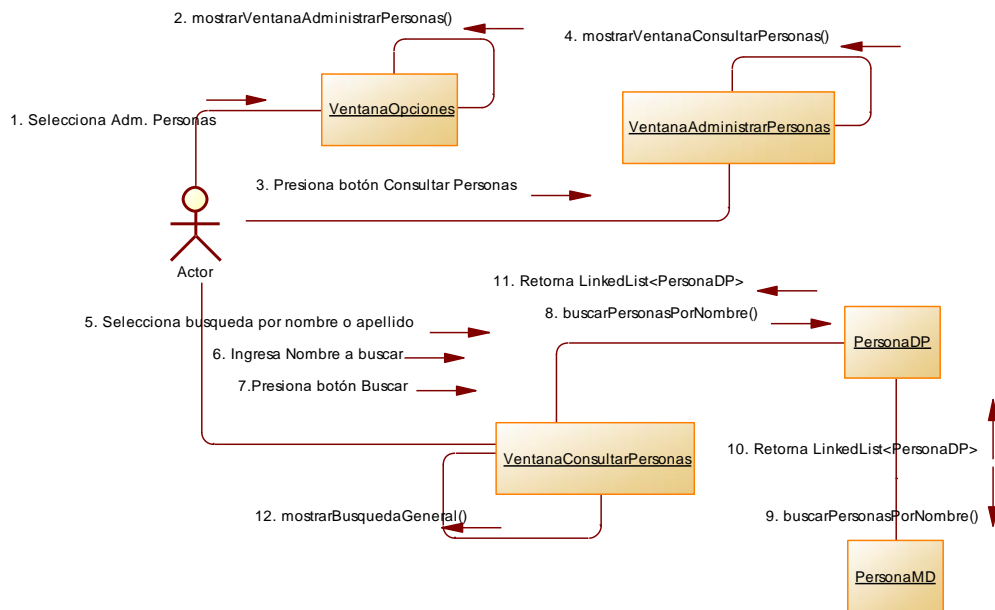 2. mostrarVentanaAdministrarPersonas()
4. mostrarVentanaConsultarPersonas()
1. Selecciona Adm. Personas
VentanaOpciones
VentanaAdministrarPersonas
3. Presiona botón Consultar Personas
Actor
11. Retorna LinkedList<PersonaDP>
5. Selecciona busqueda por nombre o apellido
8. buscarPersonasPorNombre()
6. Ingresa Nombre a buscar
PersonaDP
7.Presiona botón Buscar
VentanaConsultarPersonas
10. Retorna LinkedList<PersonaDP>
12. mostrarBusquedaGeneral()
9. buscarPersonasPorNombre()
PersonaMD